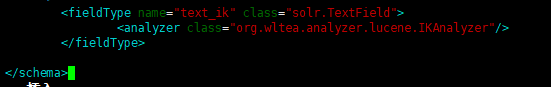 <fieldType name="text_ik" class="solr.TextField">
<analyzer class="org.wltea.analyzer.lucene.IKAnalyzer"/>
</fieldType>
</schema>